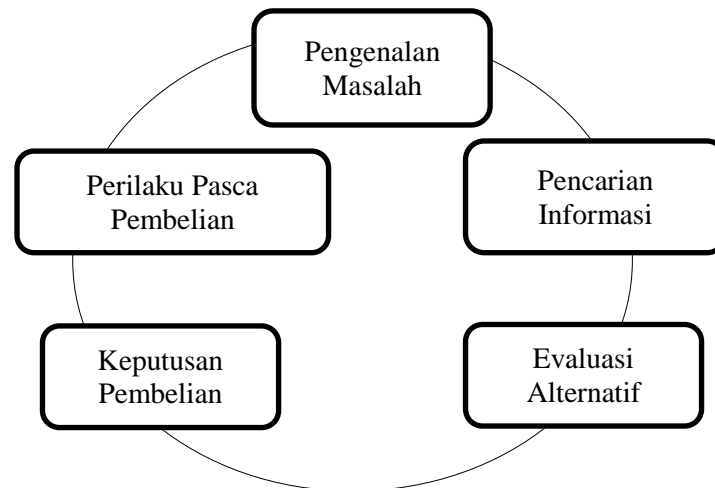 Pengenalan
Masalah
Pencarian
Informasi
Evaluasi
Alternatif
Keputusan
Pembelian
Perilaku Pasca
Pembelian